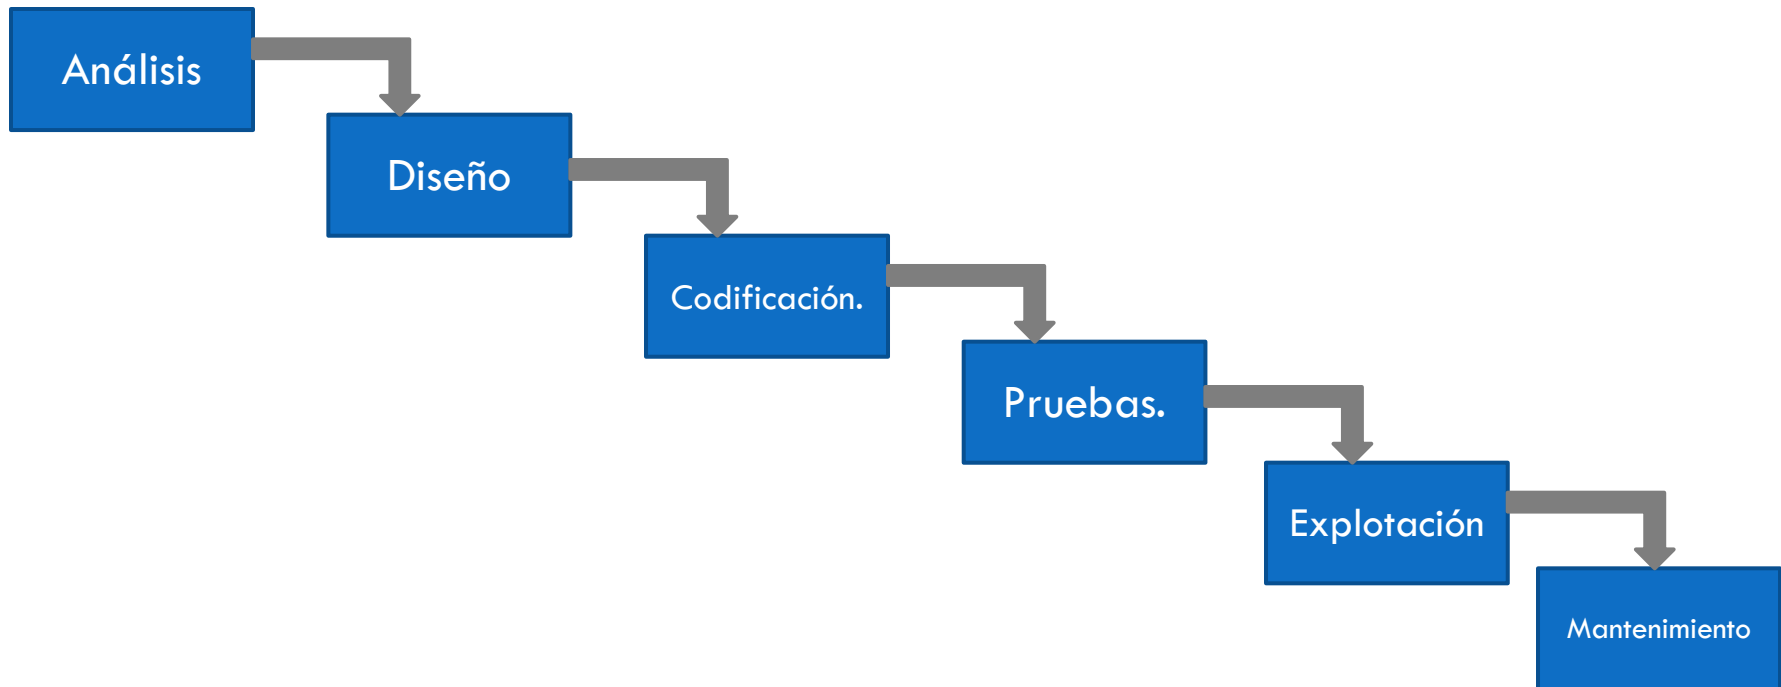 Análisis
Diseño
Codificación.
Pruebas.
Explotación
Mantenimiento